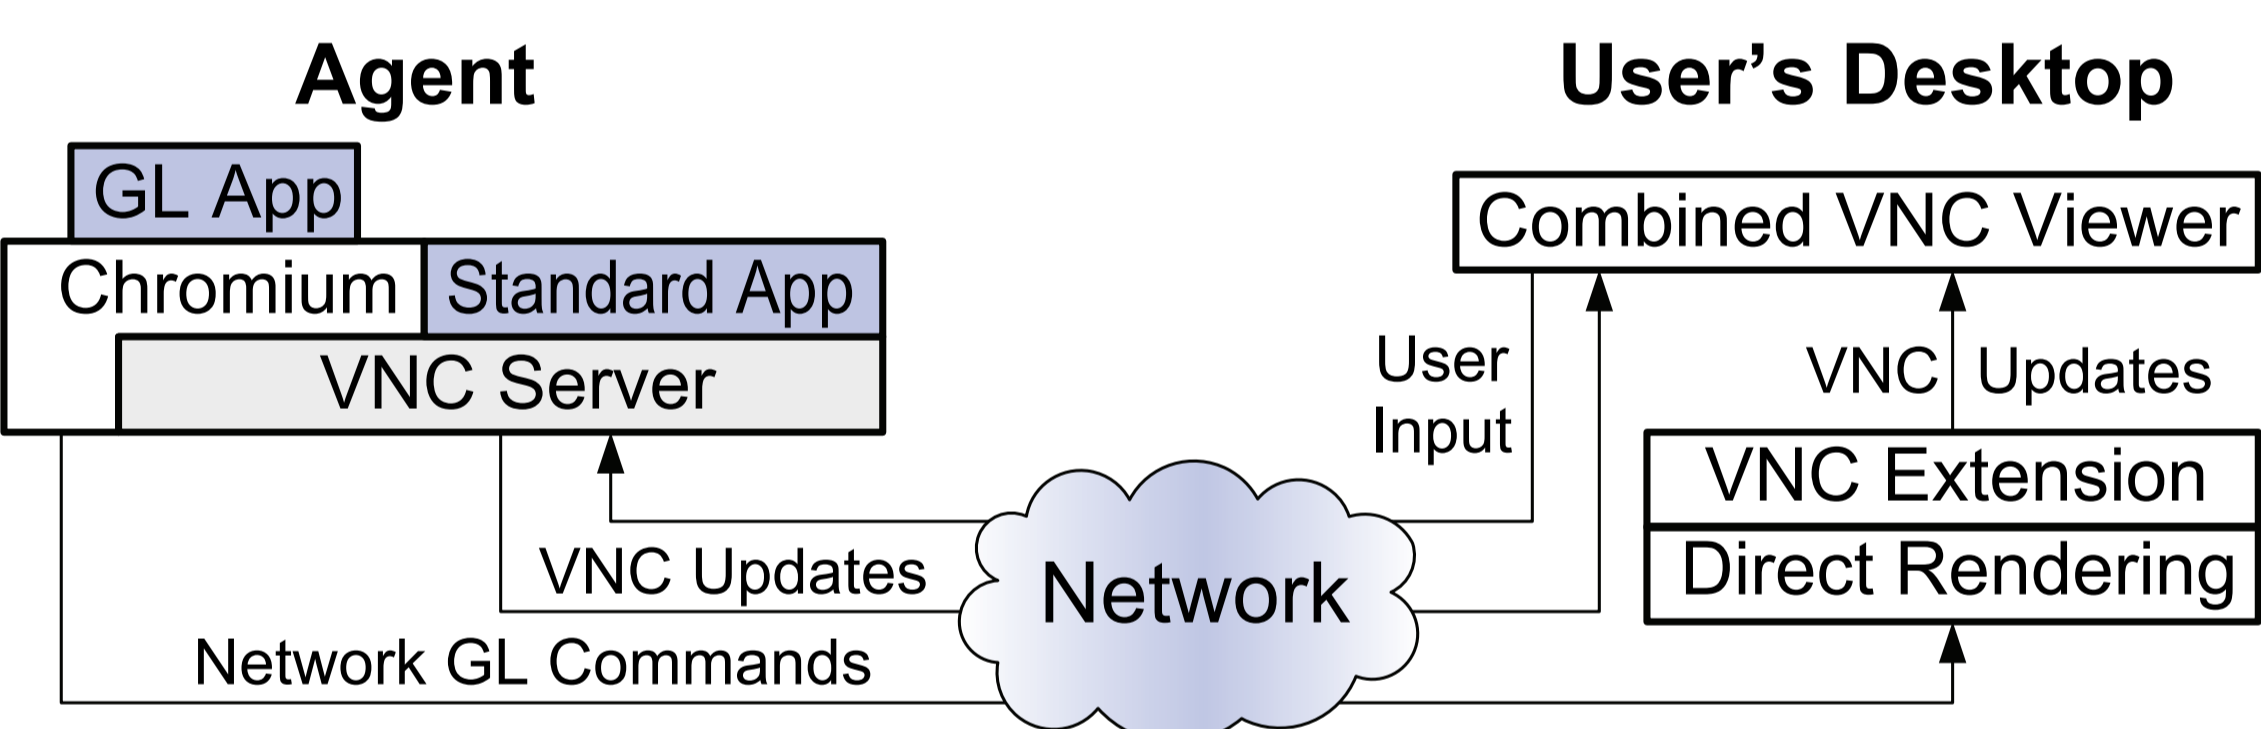 Agent
User's Desktop
GL App
Combined VNC Viewer
Chromium
Standard App
VNC Server
User
Input
VNC Updates
VNC Extension
VNC Updates
Direct Rendering
Network
Network GL Commands